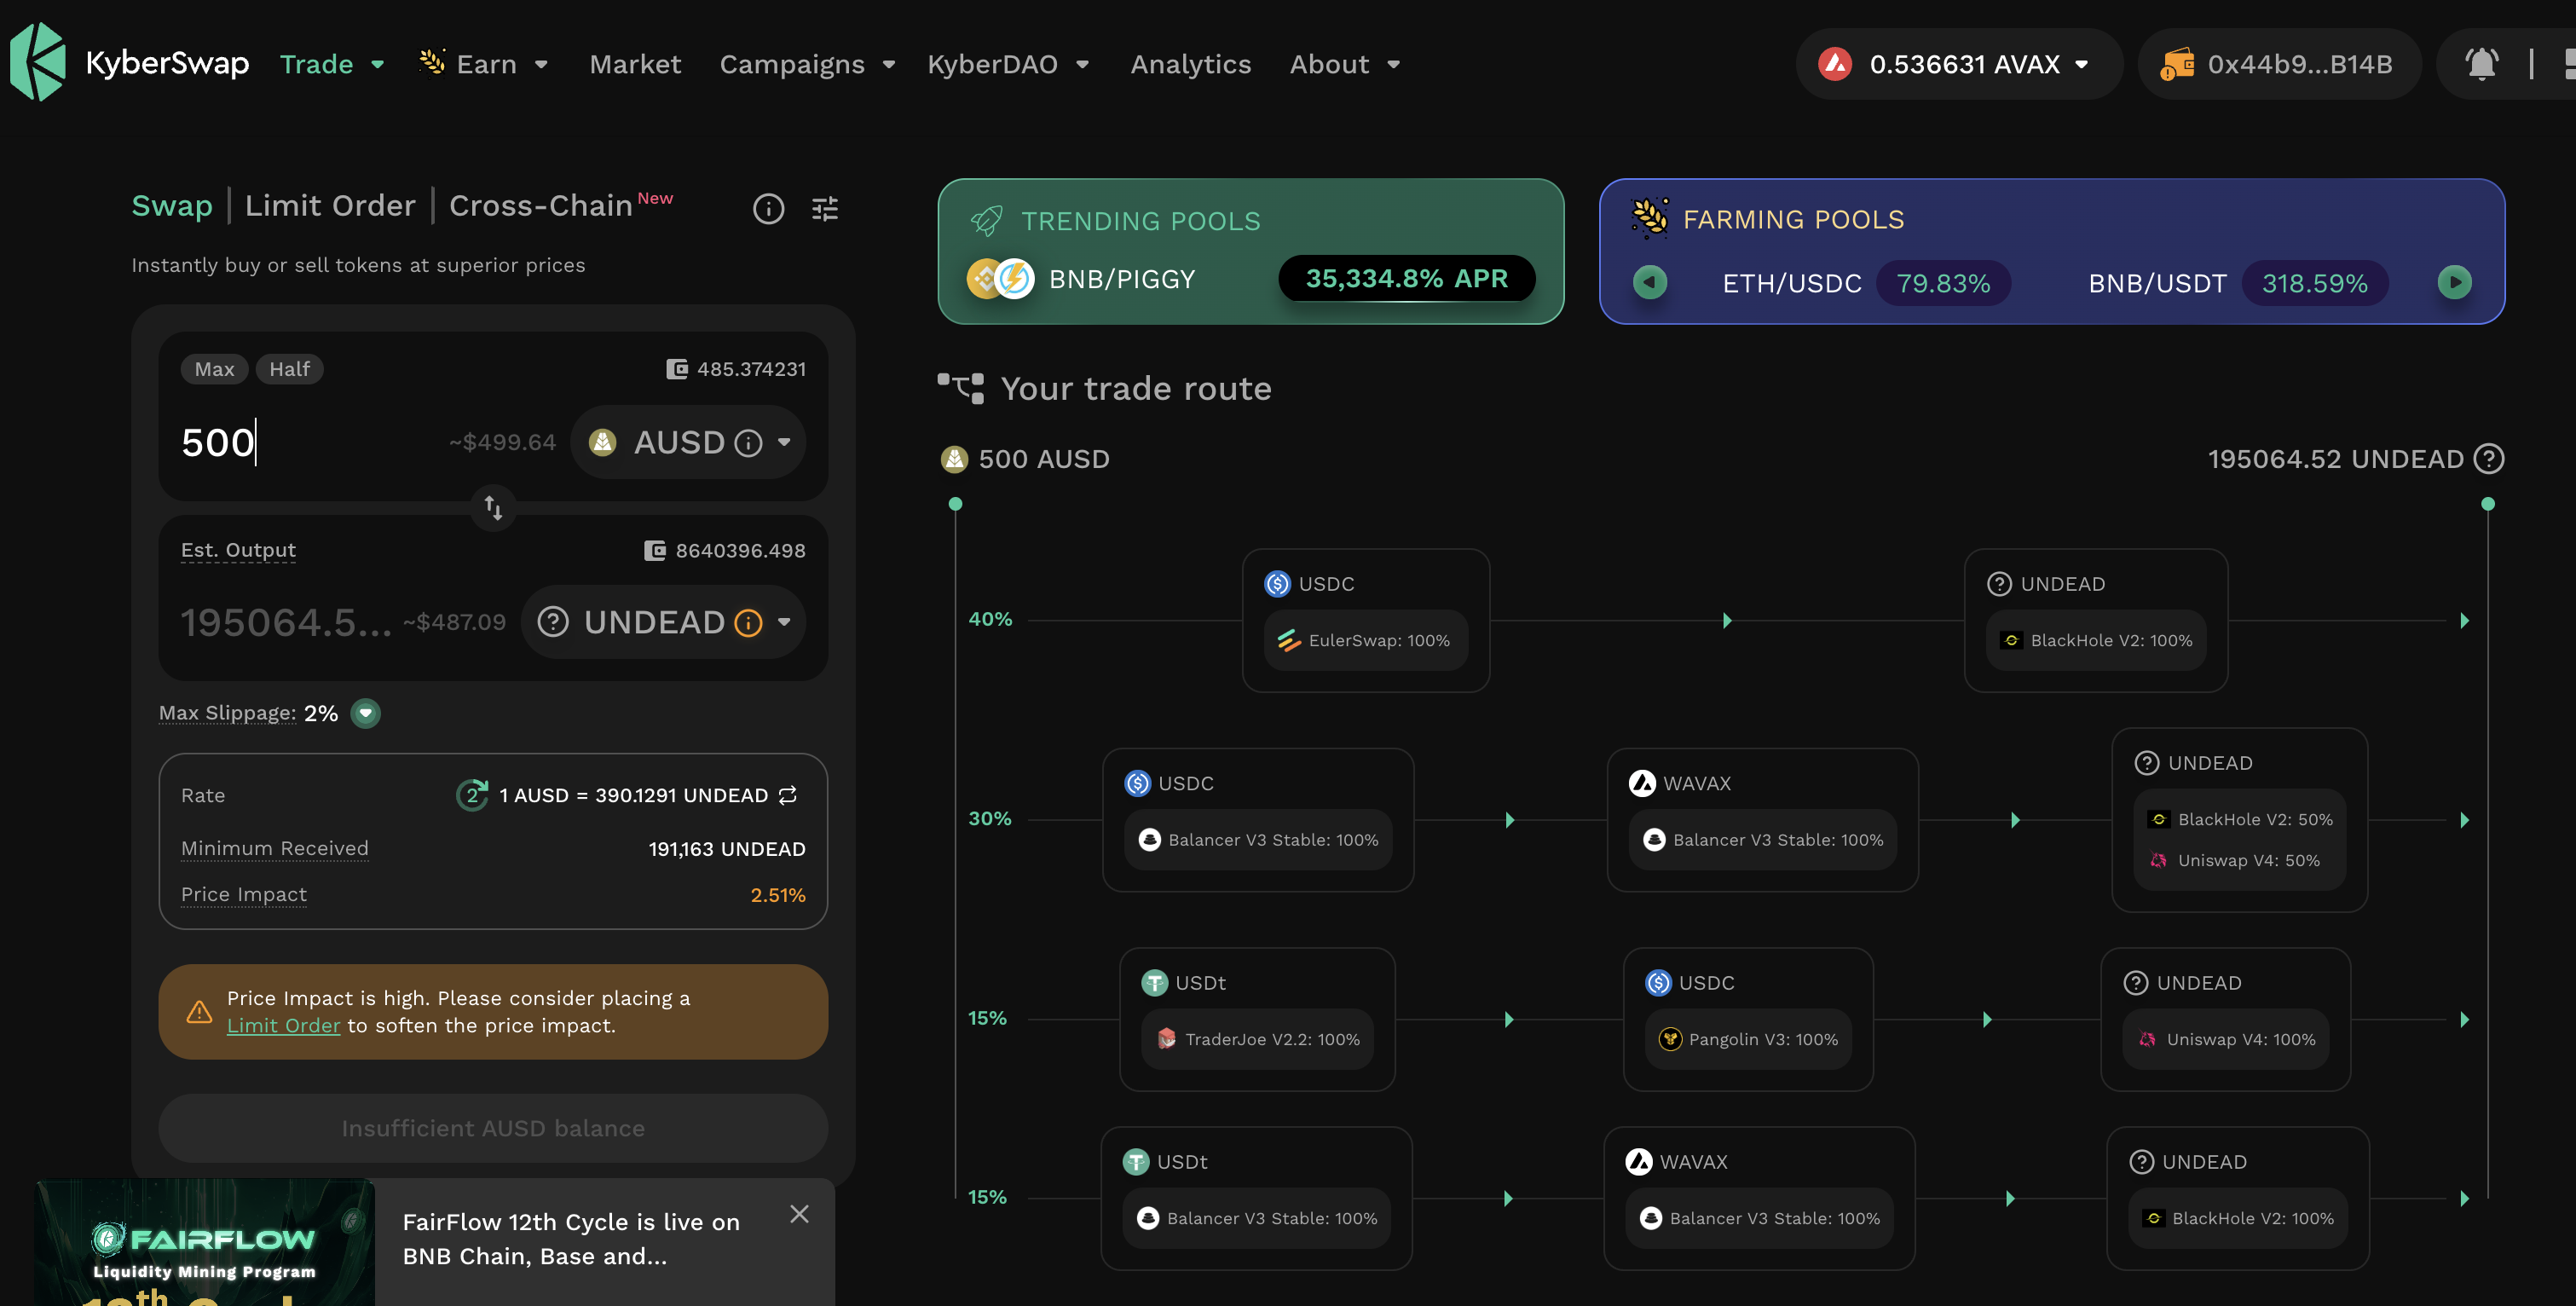 KyberSwap Trade Earn Market Campaigns KyberDAO Analytics About 0.536631 AVAX 0x44b9...B14B
Swap | Limit Order | Cross-Chain New
Instantly buy or sell tokens at superior prices
Max Half 485.374231
500 ~$499.64 AUSD
Est. Output 8640396.498
195064.5... ~$487.09 UNDEAD
Max Slippage: 2%
Rate 2 1 AUSD = 390.1291 UNDEAD
Minimum Received 191,163 UNDEAD
Price Impact 2.51%
Price Impact is high. Please consider placing a
Limit Order to soften the price impact.
Insufficient AUSD balance
FAIRFLOW
Liquidity Mining Program
FairFlow 12th Cycle is live on
BNB Chain, Base and...
TRENDING POOLS
BNB/PIGGY 35,334.8% APR
FARMING POOLS
ETH/USDC 79.83% BNB/USDT 318.59%
Your trade route
500 AUSD 195064.52 UNDEAD
40%
USDC
EulerSwap: 100%
UNDEAD
BlackHole V2: 100%
30%
USDC
Balancer V3 Stable: 100%
WAVAX
Balancer V3 Stable: 100%
UNDEAD
BlackHole V2: 50%
Uniswap V4: 50%
15%
USDt
TraderJoe V2.2: 100%
USDC
Pangolin V3: 100%
UNDEAD
Uniswap V4: 100%
15%
USDt
Balancer V3 Stable: 100%
WAVAX
Balancer V3 Stable: 100%
UNDEAD
BlackHole V2: 100%